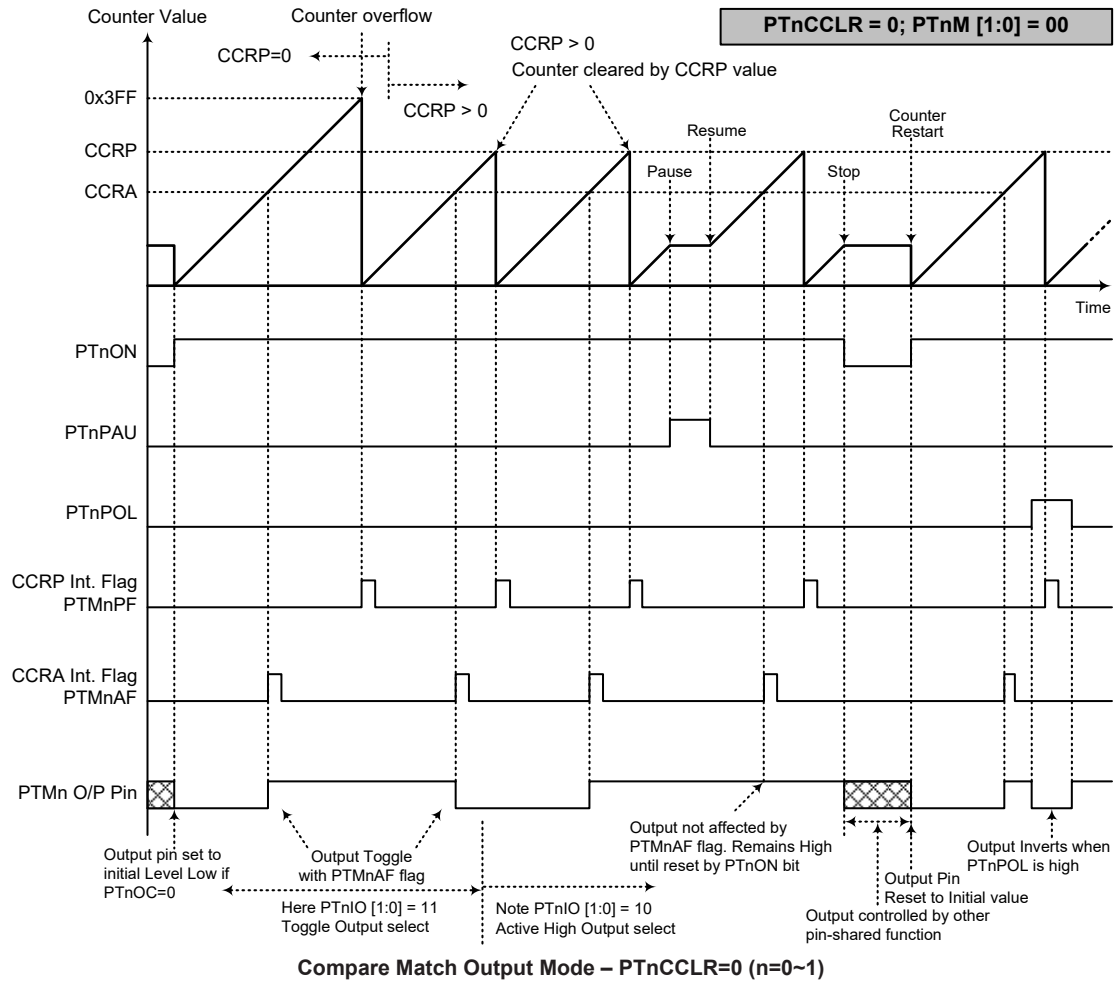 Counter Value
Counter overflow
PTnCCLR = 0; PTnM [1:0] = 00
CCRP=0
CCRP > 0
CCRP > 0
Counter cleared by CCRP value
0x3FF
CCRP
CCRA
Pause
Resume
Stop
Counter
Restart
Time
PTnON
PTnPAU
PTnPOL
CCRP Int. Flag
PTMnPF
CCRA Int. Flag
PTMnAF
PTMn O/P Pin
Output pin set to
initial Level Low if
PTnOC=0
Output Toggle
with PTMnAF flag
Here PTnIO [1:0] = 11
Toggle Output select
Note PTnIO [1:0] = 10
Active High Output select
Output not affected by
PTMnAF flag. Remains High
until reset by PTnON bit
Output Pin
Reset to Initial value
Output controlled by other
pin-shared function
Output Inverts when
PTnPOL is high
Compare Match Output Mode – PTnCCLR=0 (n=0~1)